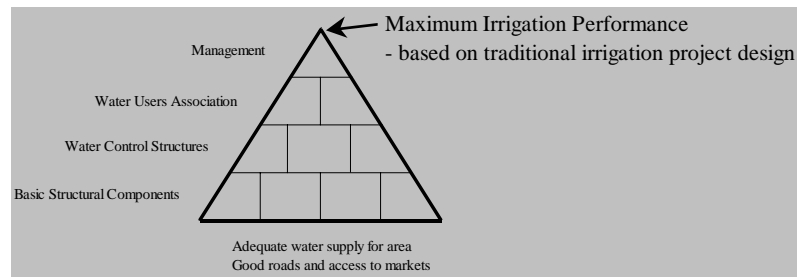 Maximum Irrigation Performance
- based on traditional irrigation project design
Management
Water Users Association
Water Control Structures
Basic Structural Components
Adequate water supply for area
Good roads and access to markets